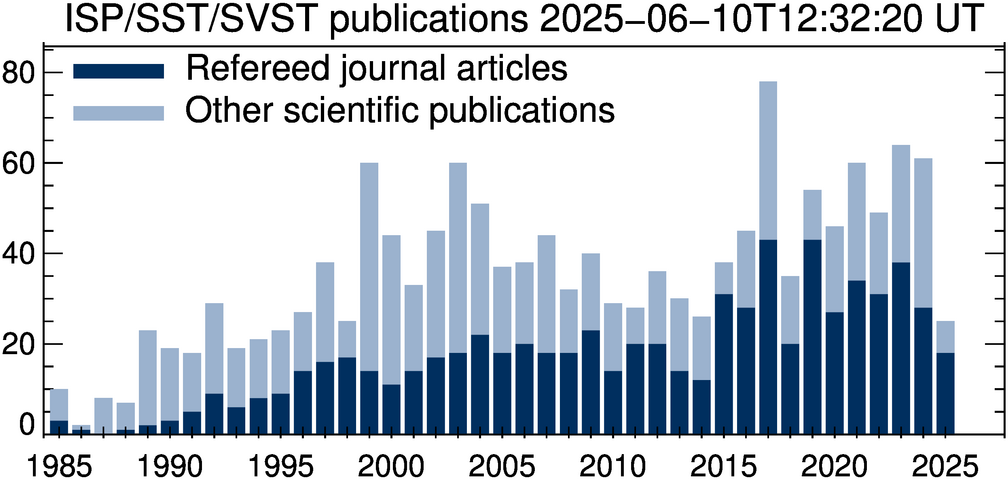 ISP/SST/SVST publications 2025−06−10T12:32:20 UT
80
Refereed journal articles
Other scientific publications
60
40
20
0
1985 1990 1995 2000 2005 2010 2015 2020 2025